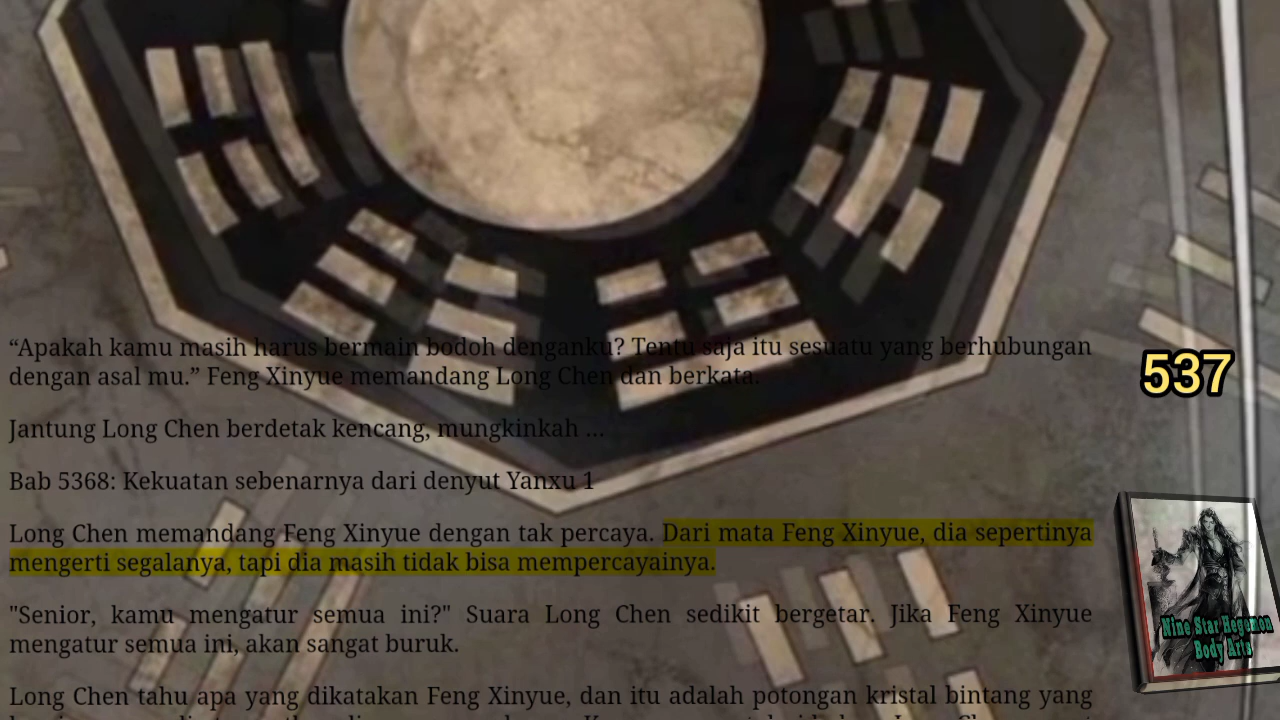 “Apakah kamu masih harus bermain bodoh denganku? Tentu saja itu sesuatu yang berhubungan
dengan asal mu.” Feng Xinyue memandang Long Chen dan berkata.
Jantung Long Chen berdetak kencang, mungkinkah ...
Bab 5368: Kekuatan sebenarnya dari denyut Yanxu 1
Long Chen memandang Feng Xinyue dengan tak percaya. Dari mata Feng Xinyue, dia sepertinya
mengerti segalanya, tapi dia masih tidak bisa mempercayainya.
"Senior, kamu mengatur semua ini?" Suara Long Chen sedikit bergetar. Jika Feng Xinyue
mengatur semua ini, akan sangat buruk.
Long Chen tahu apa yang dikatakan Feng Xinyue, dan itu adalah potongan kristal bintang yang
537
Nine Star Hegemon
Body Arts